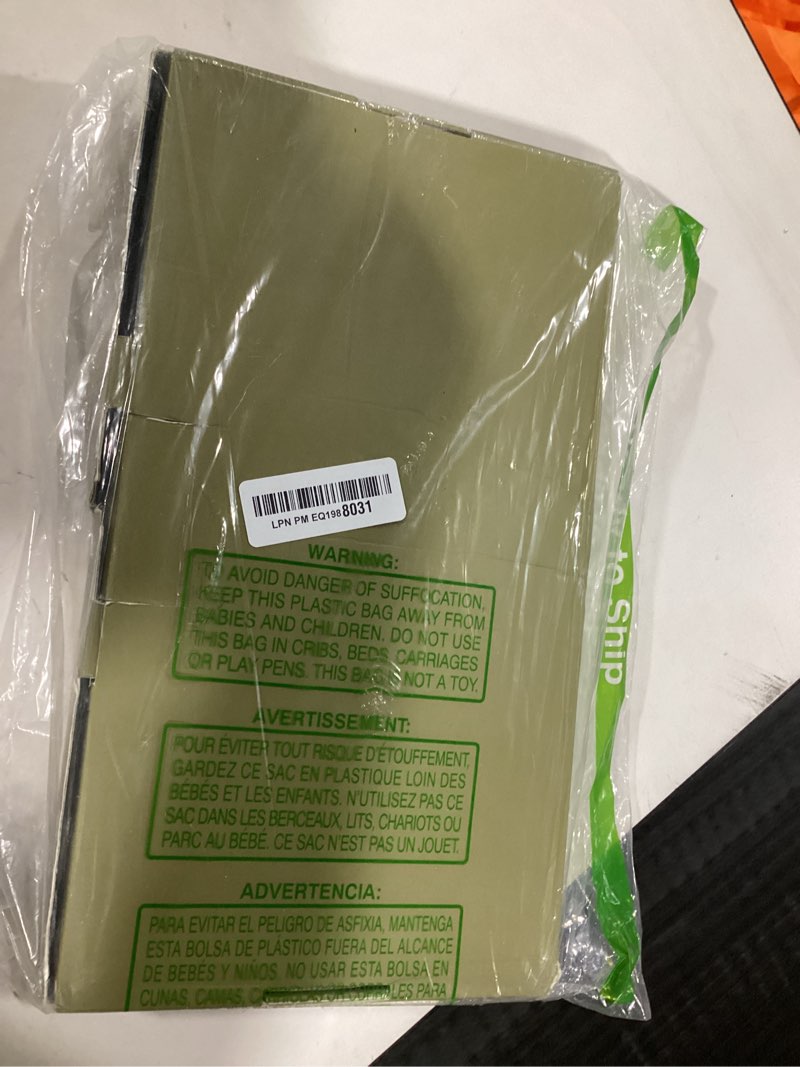 LPN PM EQ1988031
WARNING:
TO AVOID DANGER OF SUFFOCATION,
KEEP THIS PLASTIC BAG AWAY FROM
BABIES AND CHILDREN. DO NOT USE
THIS BAG IN CRIBS, BEDS, CARRIAGES
OR PLAY PENS. THIS BAG IS NOT A TOY.
AVERTISSEMENT:
POUR ÉVITER TOUT RISQUE D'ÉTOUFFEMENT,
GARDEZ CE SAC EN PLASTIQUE LOIN DES
BÉBÉS ET LES ENFANTS. N'UTILISEZ PAS CE
SAC DANS LES BERCEAUX, LITS, CHARIOTS OU
PARC AU BÉBÉ. CE SAC N'EST PAS UN JOUET.
ADVERTENCIA:
PARA EVITAR EL PELIGRO DE ASFIXIA, MANTENGA
ESTA BOLSA DE PLÁSTICO FUERA DEL ALCANCE
DE BEBÉS Y NIÑOS. NO USAR ESTA BOLSA EN
CUNAS, CAMAS, PARA
to Ship